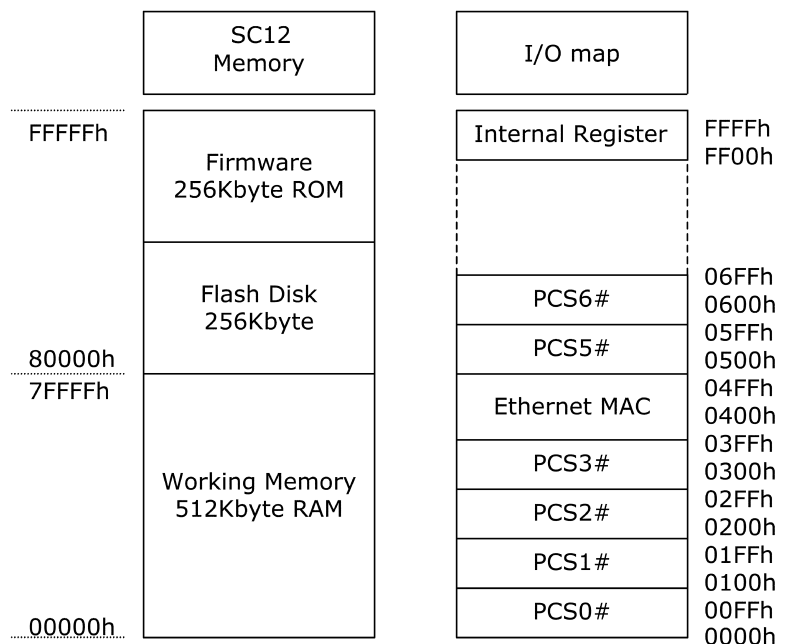 SC12
Memory
I/O map
FFFFFh
Firmware
256Kbyte ROM
Flash Disk
256Kbyte
80000h
7FFFFh
Working Memory
512Kbyte RAM
00000h
Internal Register
FFFFh
FF00h
PCS6#
06FFh
0600h
PCS5#
05FFh
0500h
Ethernet MAC
04FFh
0400h
PCS3#
03FFh
0300h
PCS2#
02FFh
0200h
PCS1#
01FFh
0100h
PCS0#
00FFh
0000h